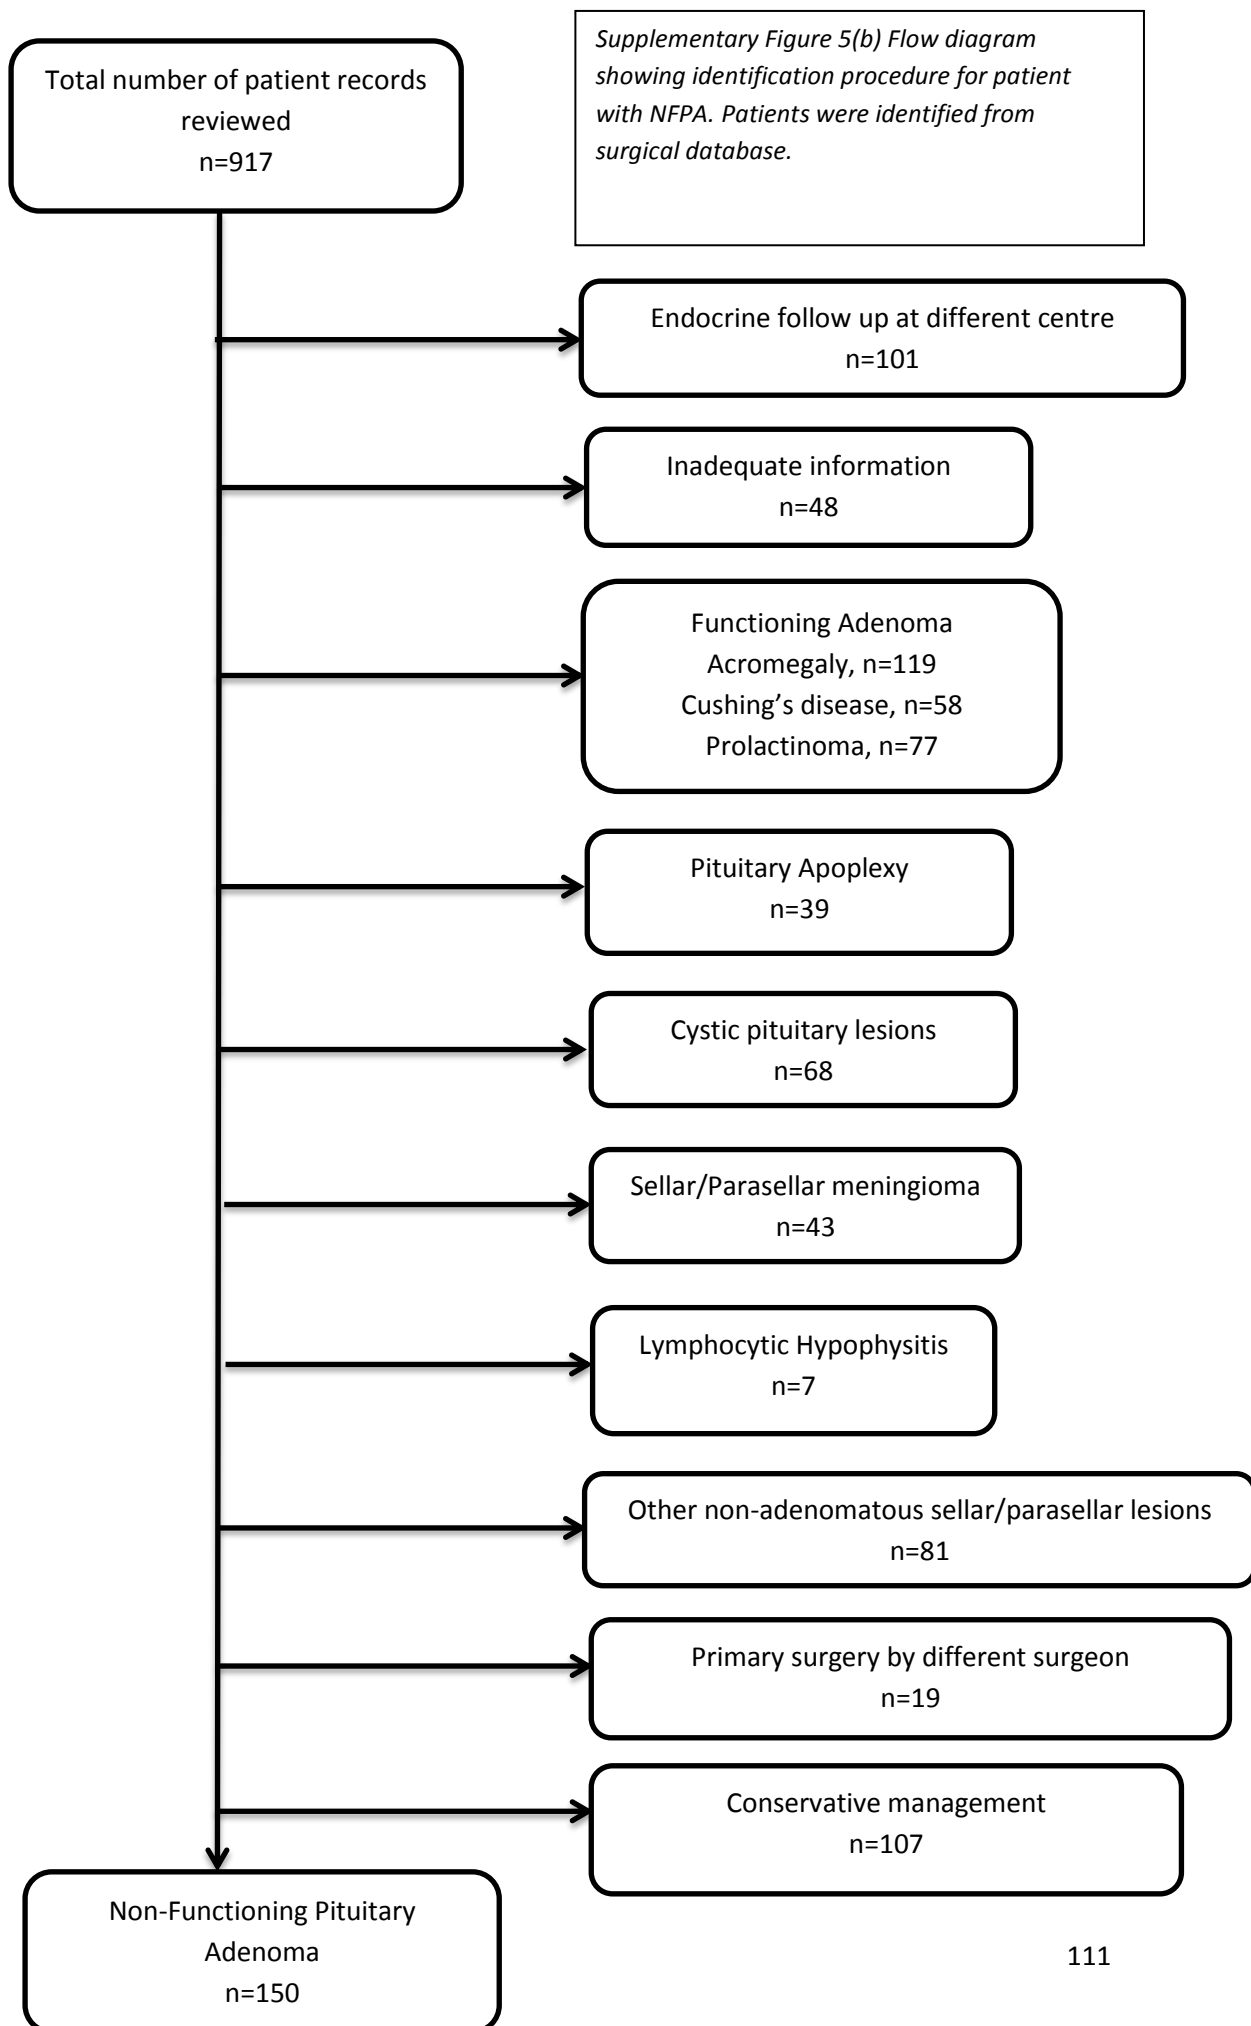 Total number of patient records
reviewed
n=917
Supplementary Figure 5(b) Flow diagram
showing identification procedure for patient
with NFPA. Patients were identified from
surgical database.
Endocrine follow up at different centre
n=101
Inadequate information
n=48
Functioning Adenoma
Acromegaly, n=119
Cushing’s disease, n=58
Prolactinoma, n=77
Pituitary Apoplexy
n=39
Cystic pituitary lesions
n=68
Sellar/Parasellar meningioma
n=43
Lymphocytic Hypophysitis
n=7
Other non-adenomatous sellar/parasellar lesions
n=81
Primary surgery by different surgeon
n=19
Conservative management
n=107
Non-Functioning Pituitary
Adenoma
n=150
111